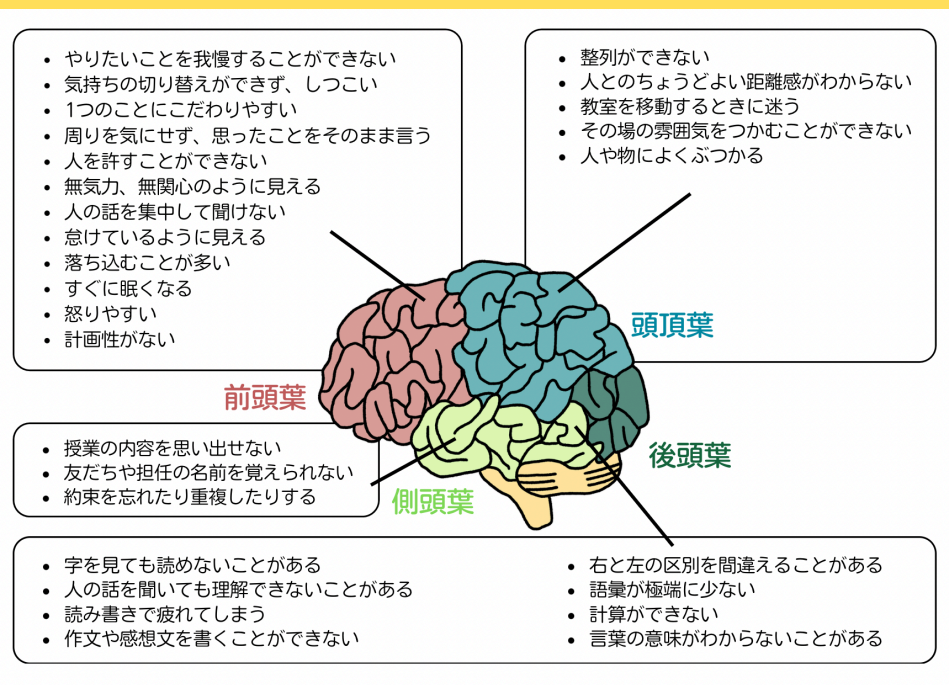 やりたいことを我慢することができない
気持ちの切り替えができず、しつこい
1つのことにこだわりやすい
周りを気にせず、思ったことをそのまま言う
人を許すことができない
無気力、無関心のように見える
人の話を集中して聞けない
怠けているように見える
落ち込むことが多い
すぐに眠くなる
怒りやすい
計画性がない
整列ができない
人とのちょうどよい距離感がわからない
教室を移動するときに迷う
その場の雰囲気をつかむことができない
人や物によくぶつかる
頭頂葉
前頭葉
授業の内容を思い出せない
友だちや担任の名前を覚えられない
約束を忘れたり重複したりする
後頭葉
側頭葉
字を見ても読めないことがある
人の話を聞いても理解できないことがある
読み書きで疲れてしまう
作文や感想文を書くことができない
右と左の区別を間違えることがある
語彙が極端に少ない
計算ができない
言葉の意味がわからないことがある